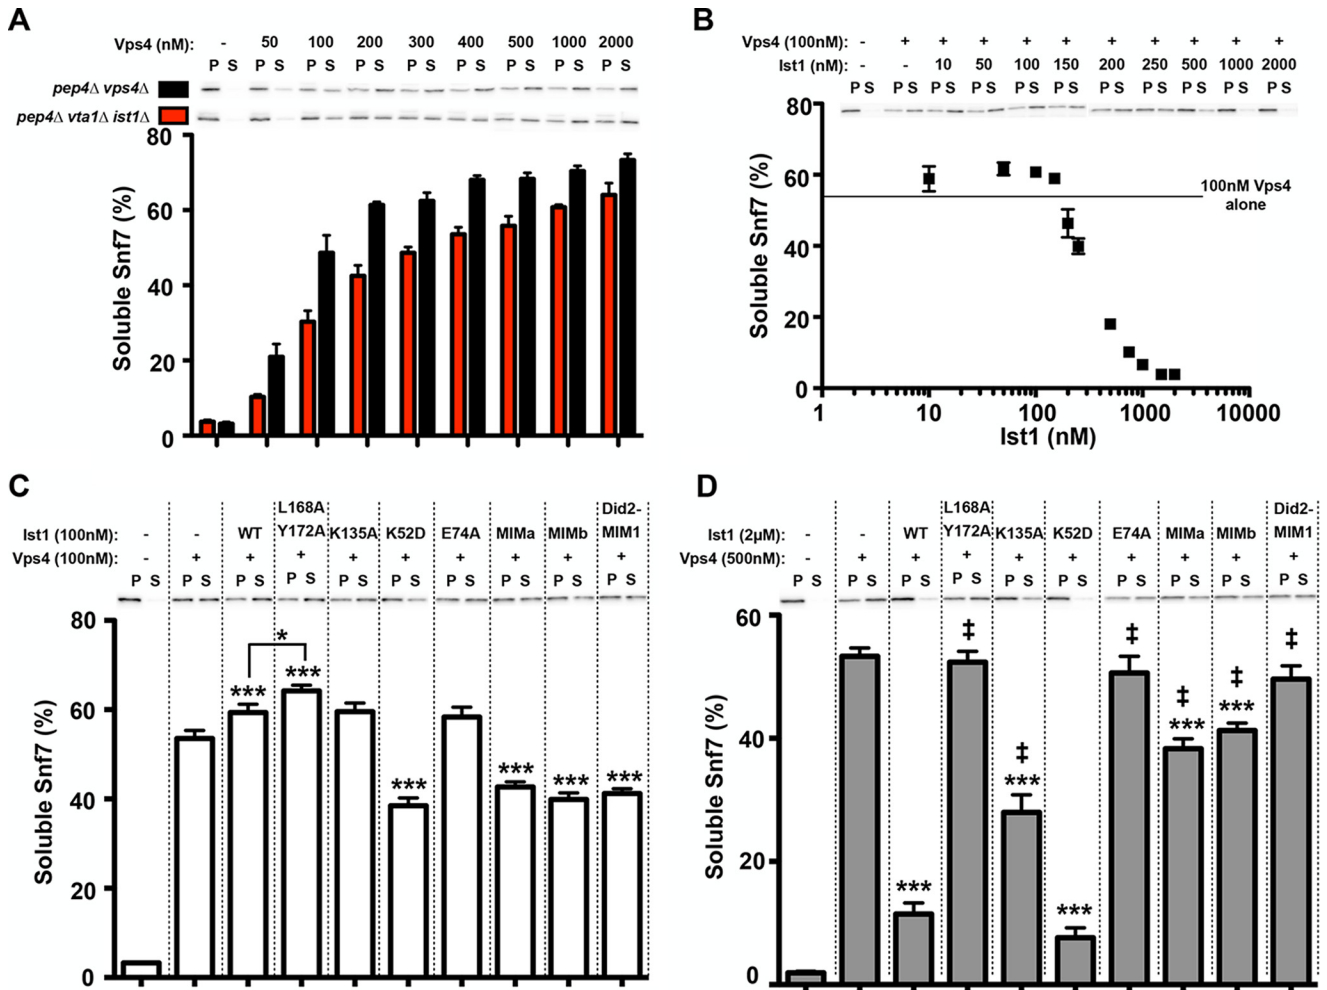 A
Vps4 (nM): - 50 100 200 300 400 500 1000 2000
P S P S P S P S P S P S P S P S P S
pep4Δ vps4Δ
pep4Δ vta1Δ ist1Δ
80
60
40
20
0
Soluble Snf7 (%)
B
Vps4 (100nM): - + + + + + + + + + +
Ist1 (nM): - - 10 50 100 150 200 250 500 1000 2000
P S P S P S P S P S P S P S P S P S P S P S
80
60
40
20
0
Soluble Snf7 (%)
100nM Vps4
alone
1 10 100 1000 10000
Ist1 (nM)
C
L168A Did2-
Ist1 (100nM): - - WT Y172A K135A K52D E74A MIMa MIMb MIM1
Vps4 (100nM): - + + + + + + + + +
P S P S P S P S P S P S P S P S P S P S
80
60
40
20
0
Soluble Snf7 (%)
*
*** *** *** *** *** ***
D
L168A Did2-
Ist1 (2µM): - - WT Y172A K135A K52D E74A MIMa MIMb MIM1
Vps4 (500nM): - + + + + + + + + +
P S P S P S P S P S P S P S P S P S P S
60
40
20
0
Soluble Snf7 (%)
‡ ‡ ‡ ‡ ‡ ‡
*** *** *** *** ***